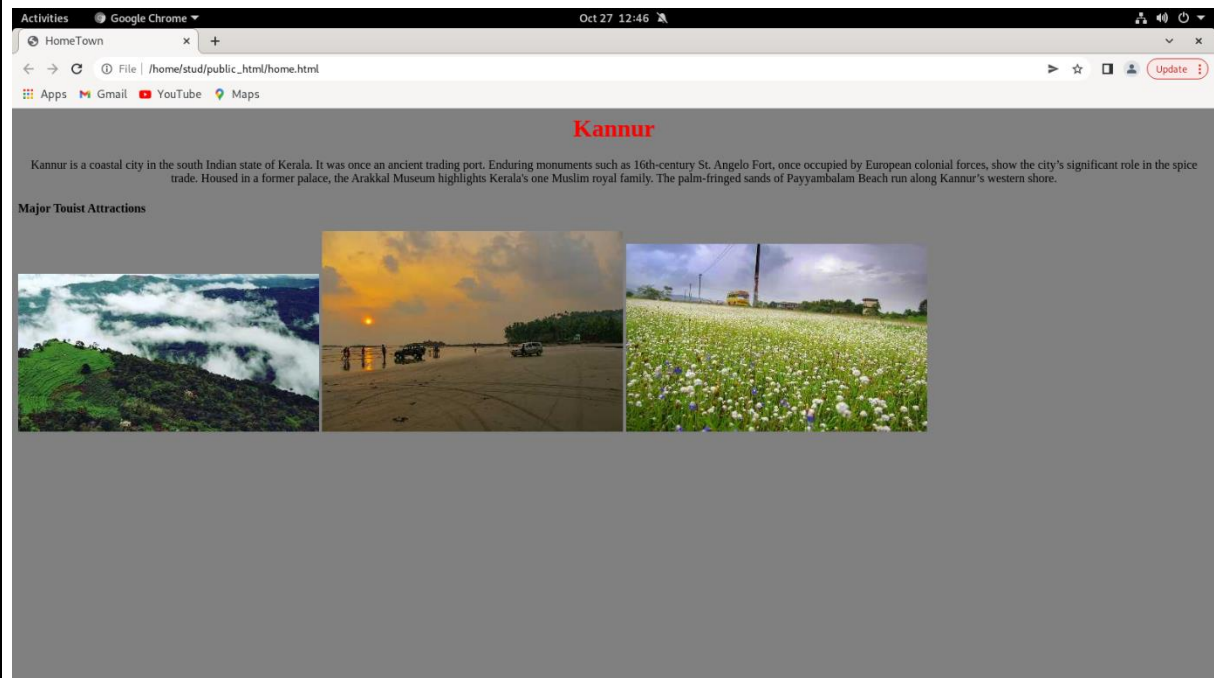 Activities Google Chrome Oct 27 12:46
HomeTown
File /home/stud/public_html/home.html Update
Apps Gmail YouTube Maps
Kannur
Kannur is a coastal city in the south Indian state of Kerala. It was once an ancient trading port. Enduring monuments such as 16th-century St. Angelo Fort, once occupied by European colonial forces, show the city’s significant role in the spice
trade. Housed in a former palace, the Arakkal Museum highlights Kerala's one Muslim royal family. The palm-fringed sands of Payyambalam Beach run along Kannur’s western shore.
Major Touist Attractions